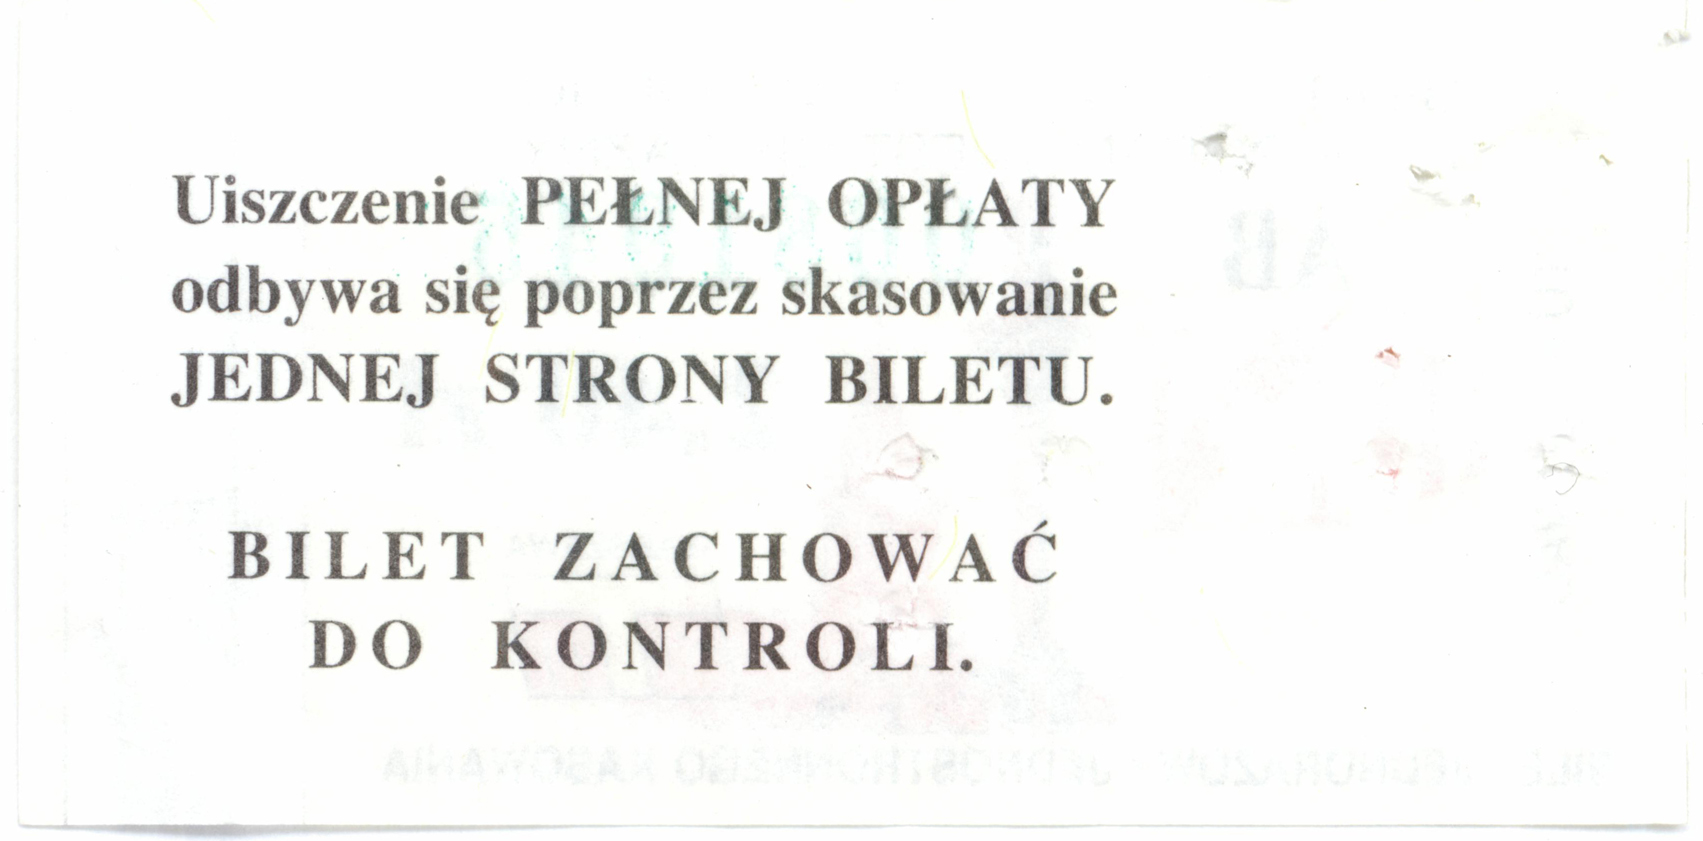 Uiszczenie PEŁNEJ OPŁATY
odbywa się poprzez skasowanie
JEDNEJ STRONY BILETU.
BILET ZACHOWAĆ
DO KONTROLI.